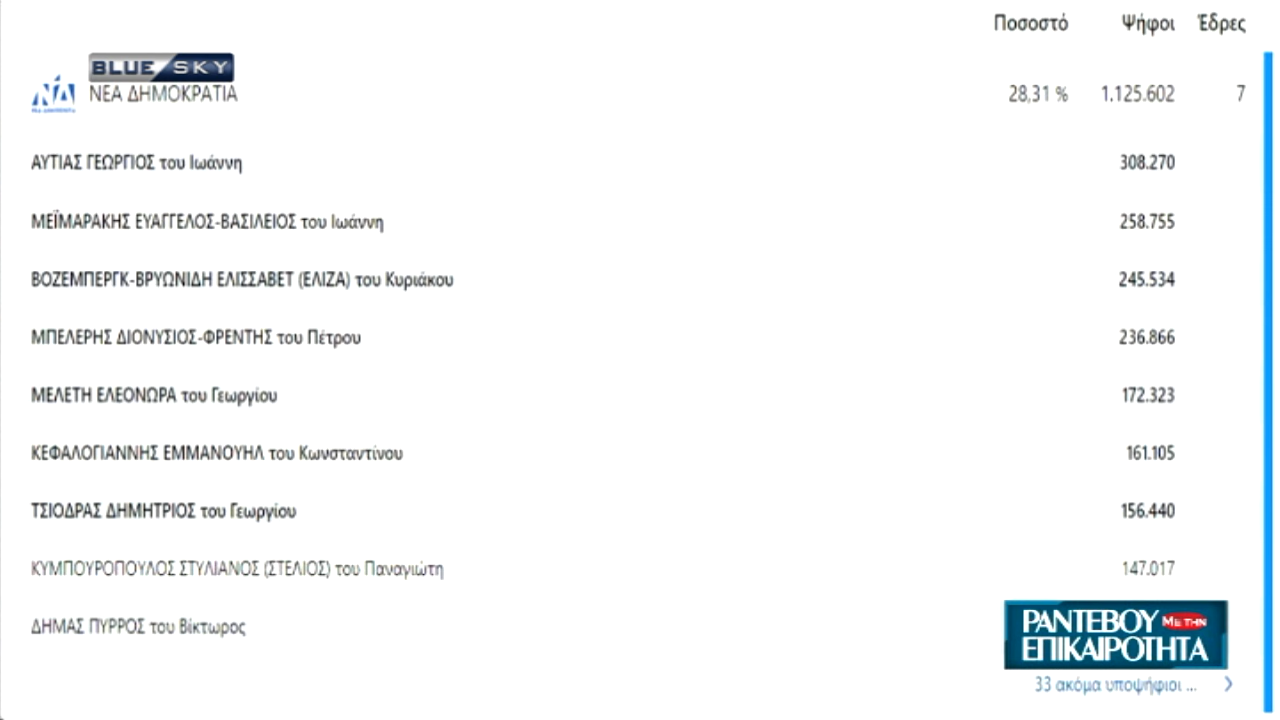 Ποσοστό Ψήφοι Έδρες
BLUE SKY
ΝΕΑ ΔΗΜΟΚΡΑΤΙΑ 28,31 % 1.125.602 7
ΑΥΤΙΑΣ ΓΕΩΡΓΙΟΣ του Ιωάννη 308.270
ΜΕΪΜΑΡΑΚΗΣ ΕΥΑΓΓΕΛΟΣ-ΒΑΣΙΛΕΙΟΣ του Ιωάννη 258.755
ΒΟΖΕΜΠΕΡΓΚ-ΒΡΥΩΝΙΔΗ ΕΛΙΣΣΑΒΕΤ (ΕΛΙΖΑ) του Κυριάκου 245.534
ΜΠΕΛΕΡΗΣ ΔΙΟΝΥΣΙΟΣ-ΦΡΕΝΤΗΣ του Πέτρου 236.866
ΜΕΛΕΤΗ ΕΛΕΟΝΩΡΑ του Γεωργίου 172.323
ΚΕΦΑΛΟΓΙΑΝΝΗΣ ΕΜΜΑΝΟΥΗΛ του Κωνσταντίνου 161.105
ΤΣΙΟΔΡΑΣ ΔΗΜΗΤΡΙΟΣ του Γεωργίου 156.440
ΚΥΜΠΟΥΡΟΠΟΥΛΟΣ ΣΤΥΛΙΑΝΟΣ (ΣΤΕΛΙΟΣ) του Παναγιώτη 147.017
ΔΗΜΑΣ ΠΥΡΡΟΣ του Βίκτωρος
ΡΑΝΤΕΒΟΥ ΜΕ ΤΗΝ
ΕΠΙΚΑΙΡΟΤΗΤΑ
33 ακόμα υποψήφιοι ...